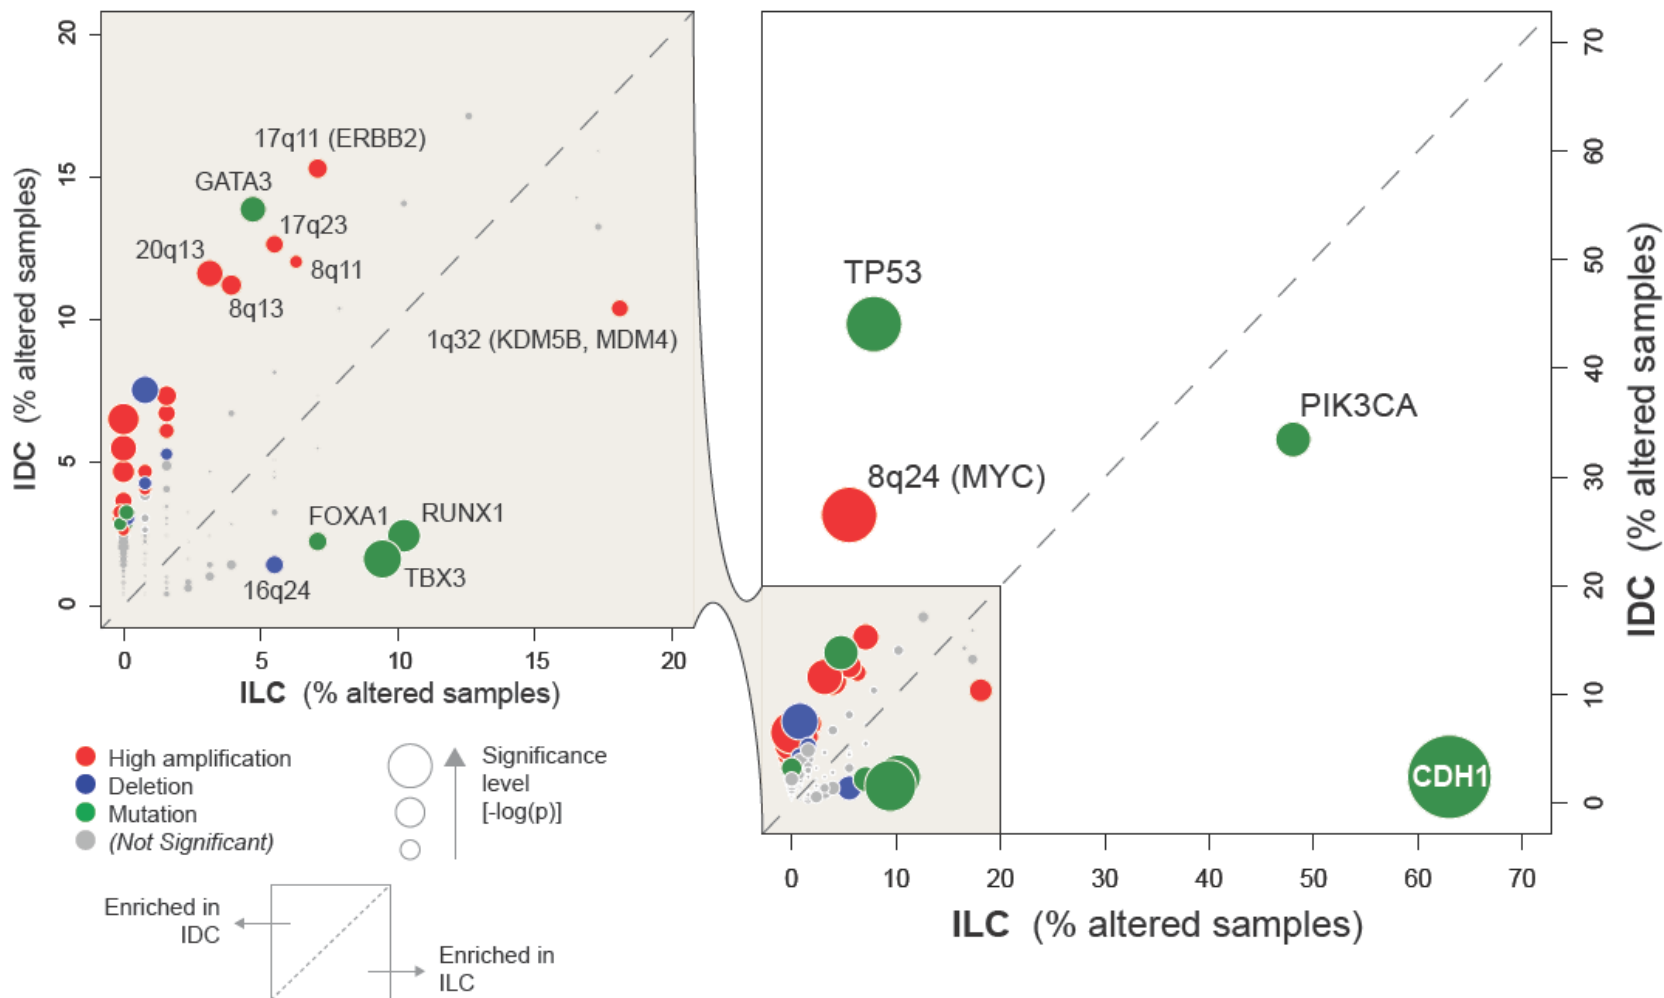 20
15
10
5
0
IDC (% altered samples)
17q11 (ERBB2)
GATA3
17q23
20q13
8q11
8q13
1q32 (KDM5B, MDM4)
FOXA1
RUNX1
TBX3
16q24
0 5 10 15 20
ILC (% altered samples)
High amplification
Deletion
Mutation
(Not Significant)
Significance
level
[-log(p)]
Enriched in
IDC
Enriched in
ILC
TP53
PIK3CA
8q24 (MYC)
CDH1
70
60
50
40
30
20
10
0
IDC (% altered samples)
0 10 20 30 40 50 60 70
ILC (% altered samples)